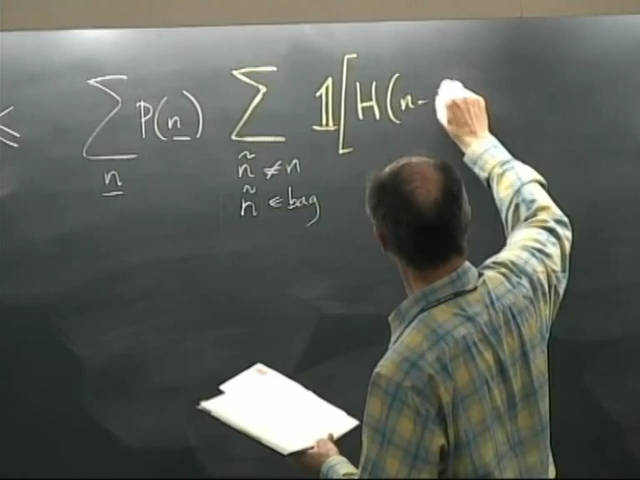 ≤ ∑ P(n) ∑ 𝟙[H(n-
n ñ ≠ n
ñ ∈ bag